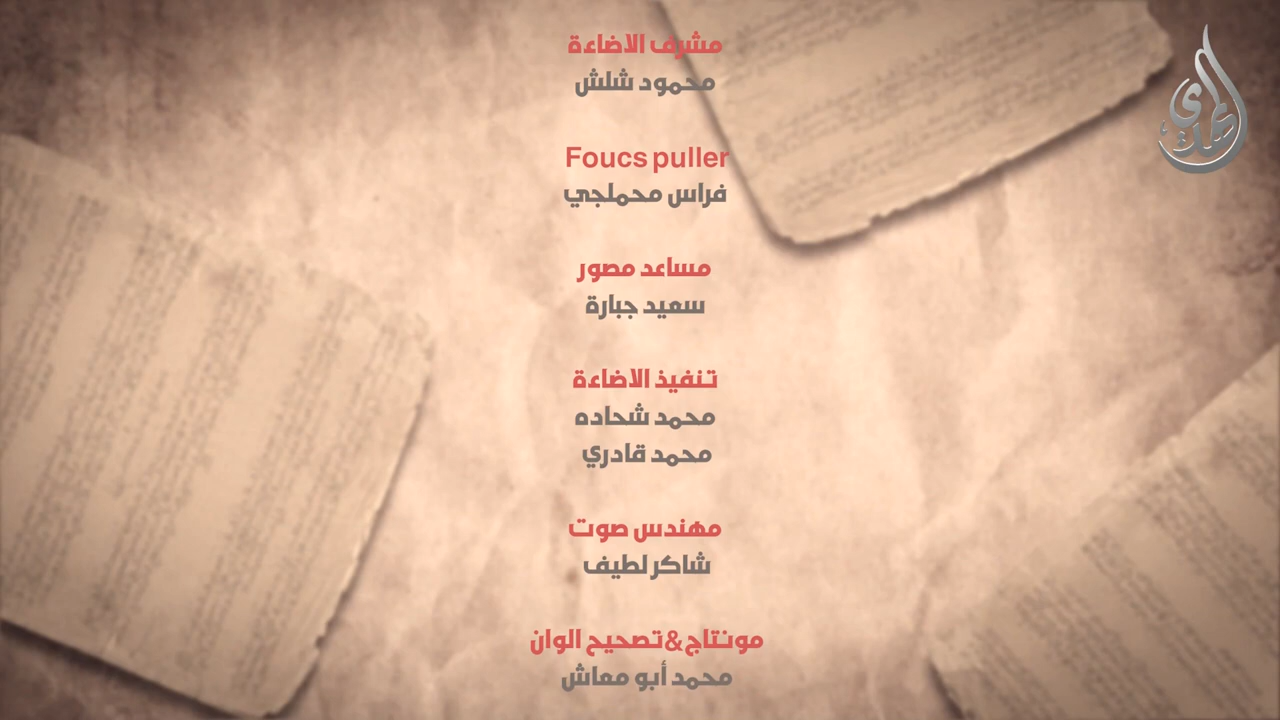 مشرف الاضاءة
محمود شلش
Foucs puller
فراس محملجي
مساعد مصور
سعيد جبارة
تنفيذ الاضاءة
محمد شحاده
محمد قادري
مهندس صوت
شاكر لطيف
مونتاج&تصحيح الوان
محمد أبو معاش